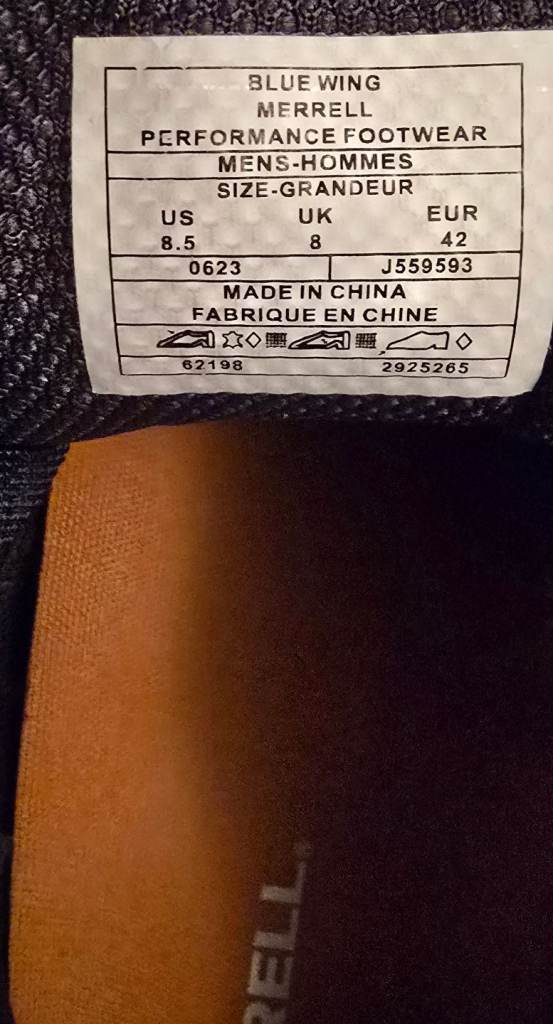 BLUE WING
MERRELL
PERFORMANCE FOOTWEAR
MENS-HOMMES
SIZE-GRANDEUR
US UK EUR
8.5 8 42
0623 J559593
MADE IN CHINA
FABRIQUE EN CHINE
62198 2925265
RELL